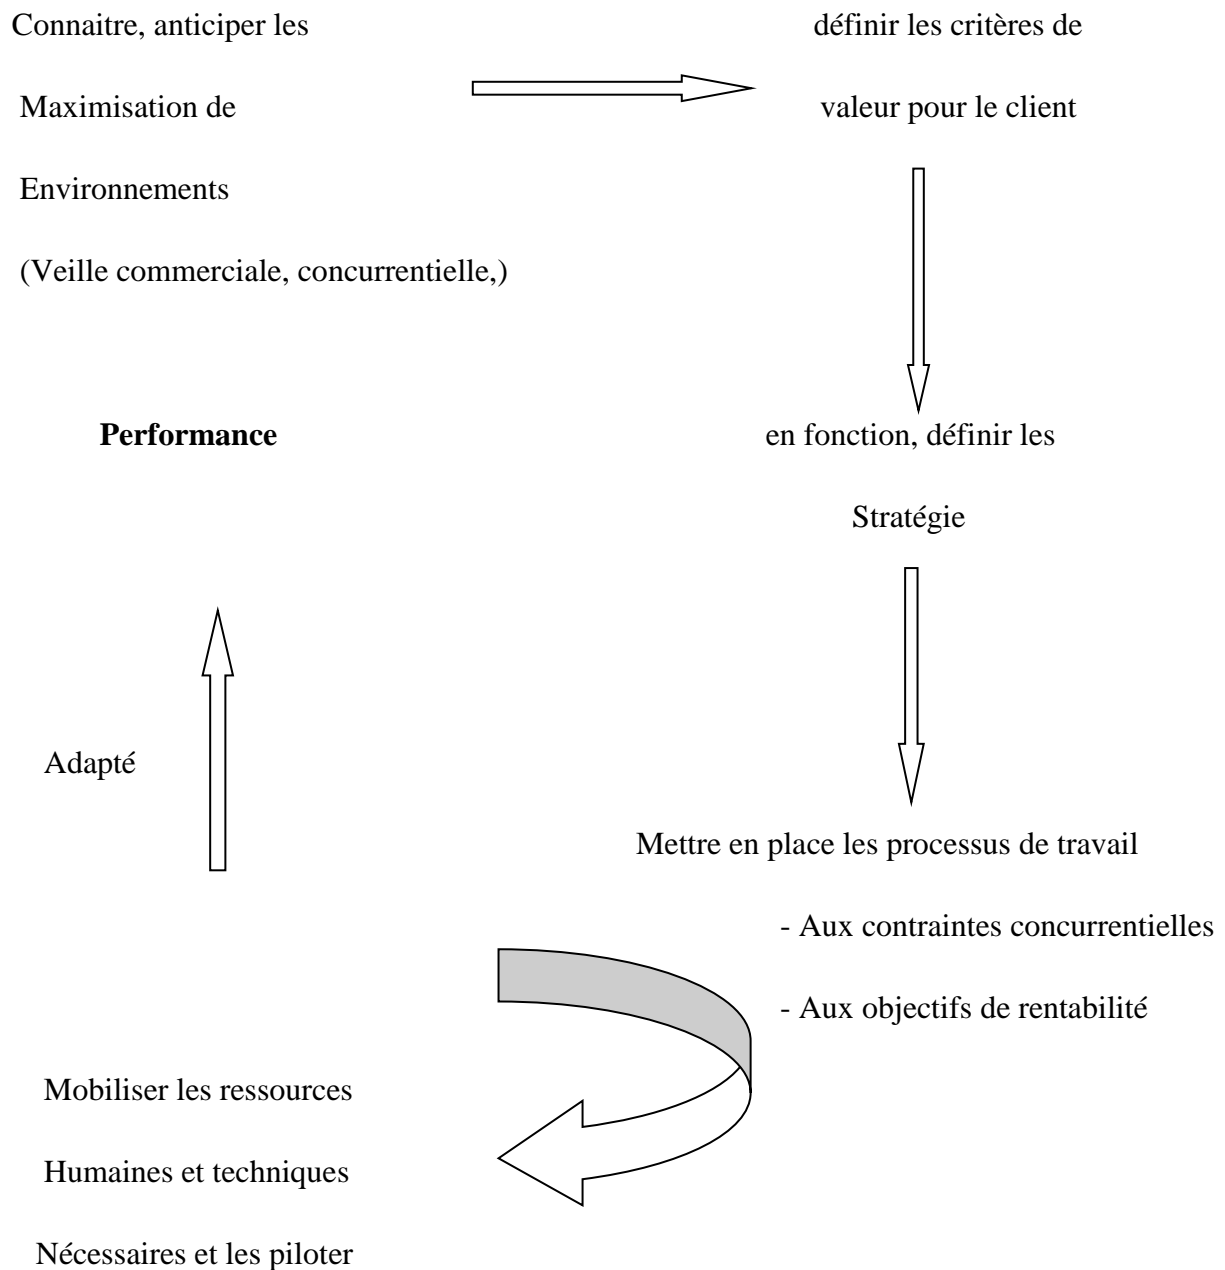 Connaitre, anticiper les
définir les critères de
Maximisation de
valeur pour le client
Environnements
(Veille commerciale, concurrentielle,)
Performance
en fonction, définir les
Stratégie
Adapté
Mettre en place les processus de travail
- Aux contraintes concurrentielles
- Aux objectifs de rentabilité
Mobiliser les ressources
Humaines et techniques
Nécessaires et les piloter